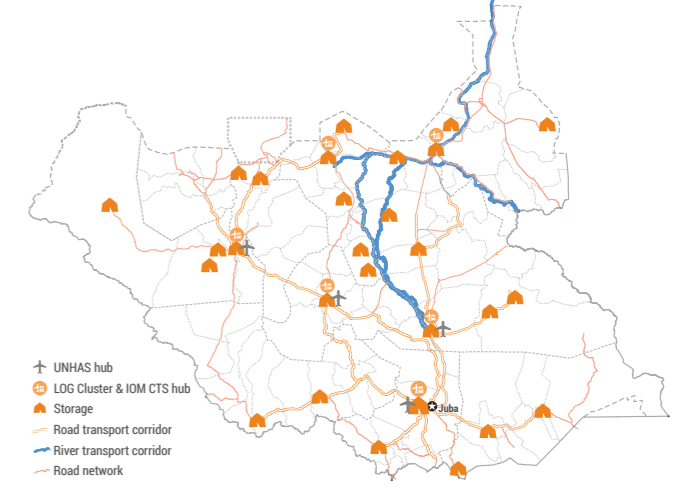 UNHAS hub
LOG Cluster & IOM CTS hub
Storage
Road transport corridor
River transport corridor
Road network
Juba